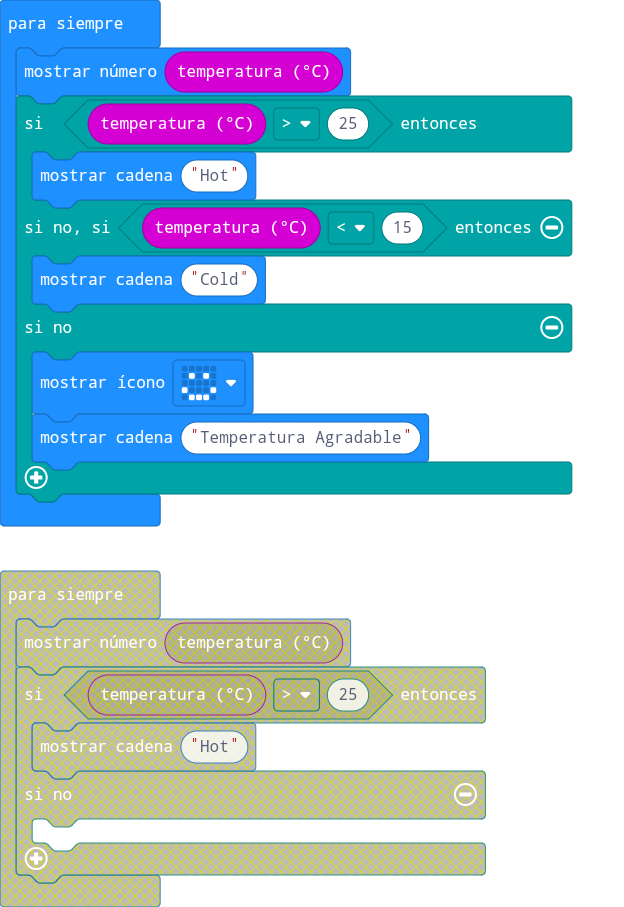 para siempre
mostrar número temperatura (°C)
si temperatura (°C) > 25 entonces
mostrar cadena "Hot"
si no, si temperatura (°C) < 15 entonces
mostrar cadena "Cold"
si no
mostrar ícono
mostrar cadena "Temperatura Agradable"
para siempre
mostrar número temperatura (°C)
si temperatura (°C) > 25 entonces
mostrar cadena "Hot"
si no